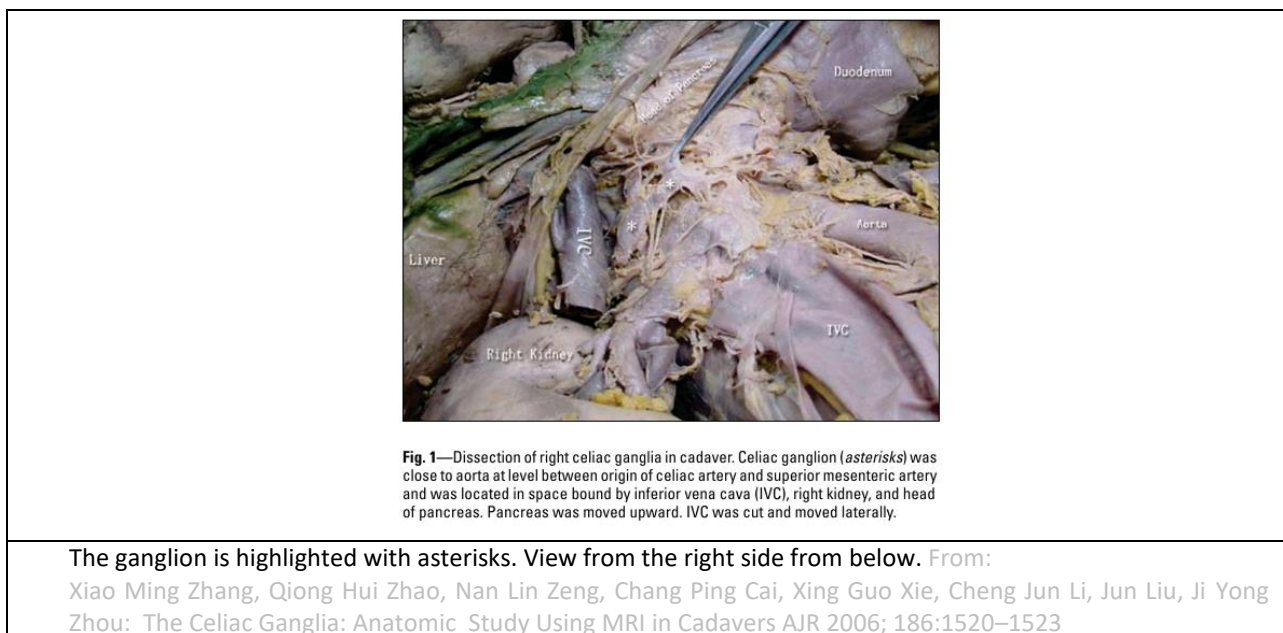 Duodenum
Head of Pancreas
*
*
IVC
Aorta
Liver
IVC
Right Kidney
Fig. 1—Dissection of right celiac ganglia in cadaver. Celiac ganglion (asterisks) was
close to aorta at level between origin of celiac artery and superior mesenteric artery
and was located in space bound by inferior vena cava (IVC), right kidney, and head
of pancreas. Pancreas was moved upward. IVC was cut and moved laterally.
The ganglion is highlighted with asterisks. View from the right side from below. From:
Xiao Ming Zhang, Qiong Hui Zhao, Nan Lin Zeng, Chang Ping Cai, Xing Guo Xie, Cheng Jun Li, Jun Liu, Ji Yong
Zhou: The Celiac Ganglia: Anatomic Study Using MRI in Cadavers AJR 2006; 186:1520–1523